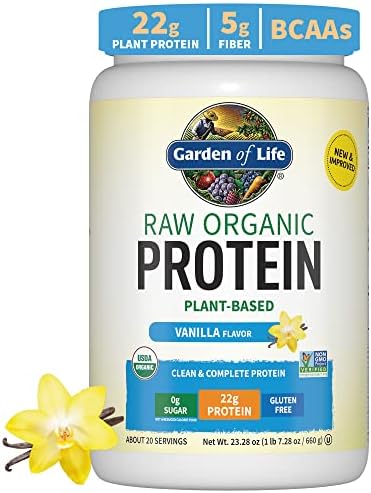 22g
PLANT PROTEIN
5g
FIBER
BCAAs
Garden of Life®
NEW &
IMPROVED
RAW ORGANIC
PROTEIN
PLANT-BASED
VANILLA FLAVOR
USDA
ORGANIC
CLEAN & COMPLETE PROTEIN
NON
GMO
Project
VERIFIED
0g
SUGAR
22g
PROTEIN
GLUTEN
FREE
ABOUT 20 SERVINGS
Net Wt. 23.28 oz (1 lb 7.28 oz / 660 g)